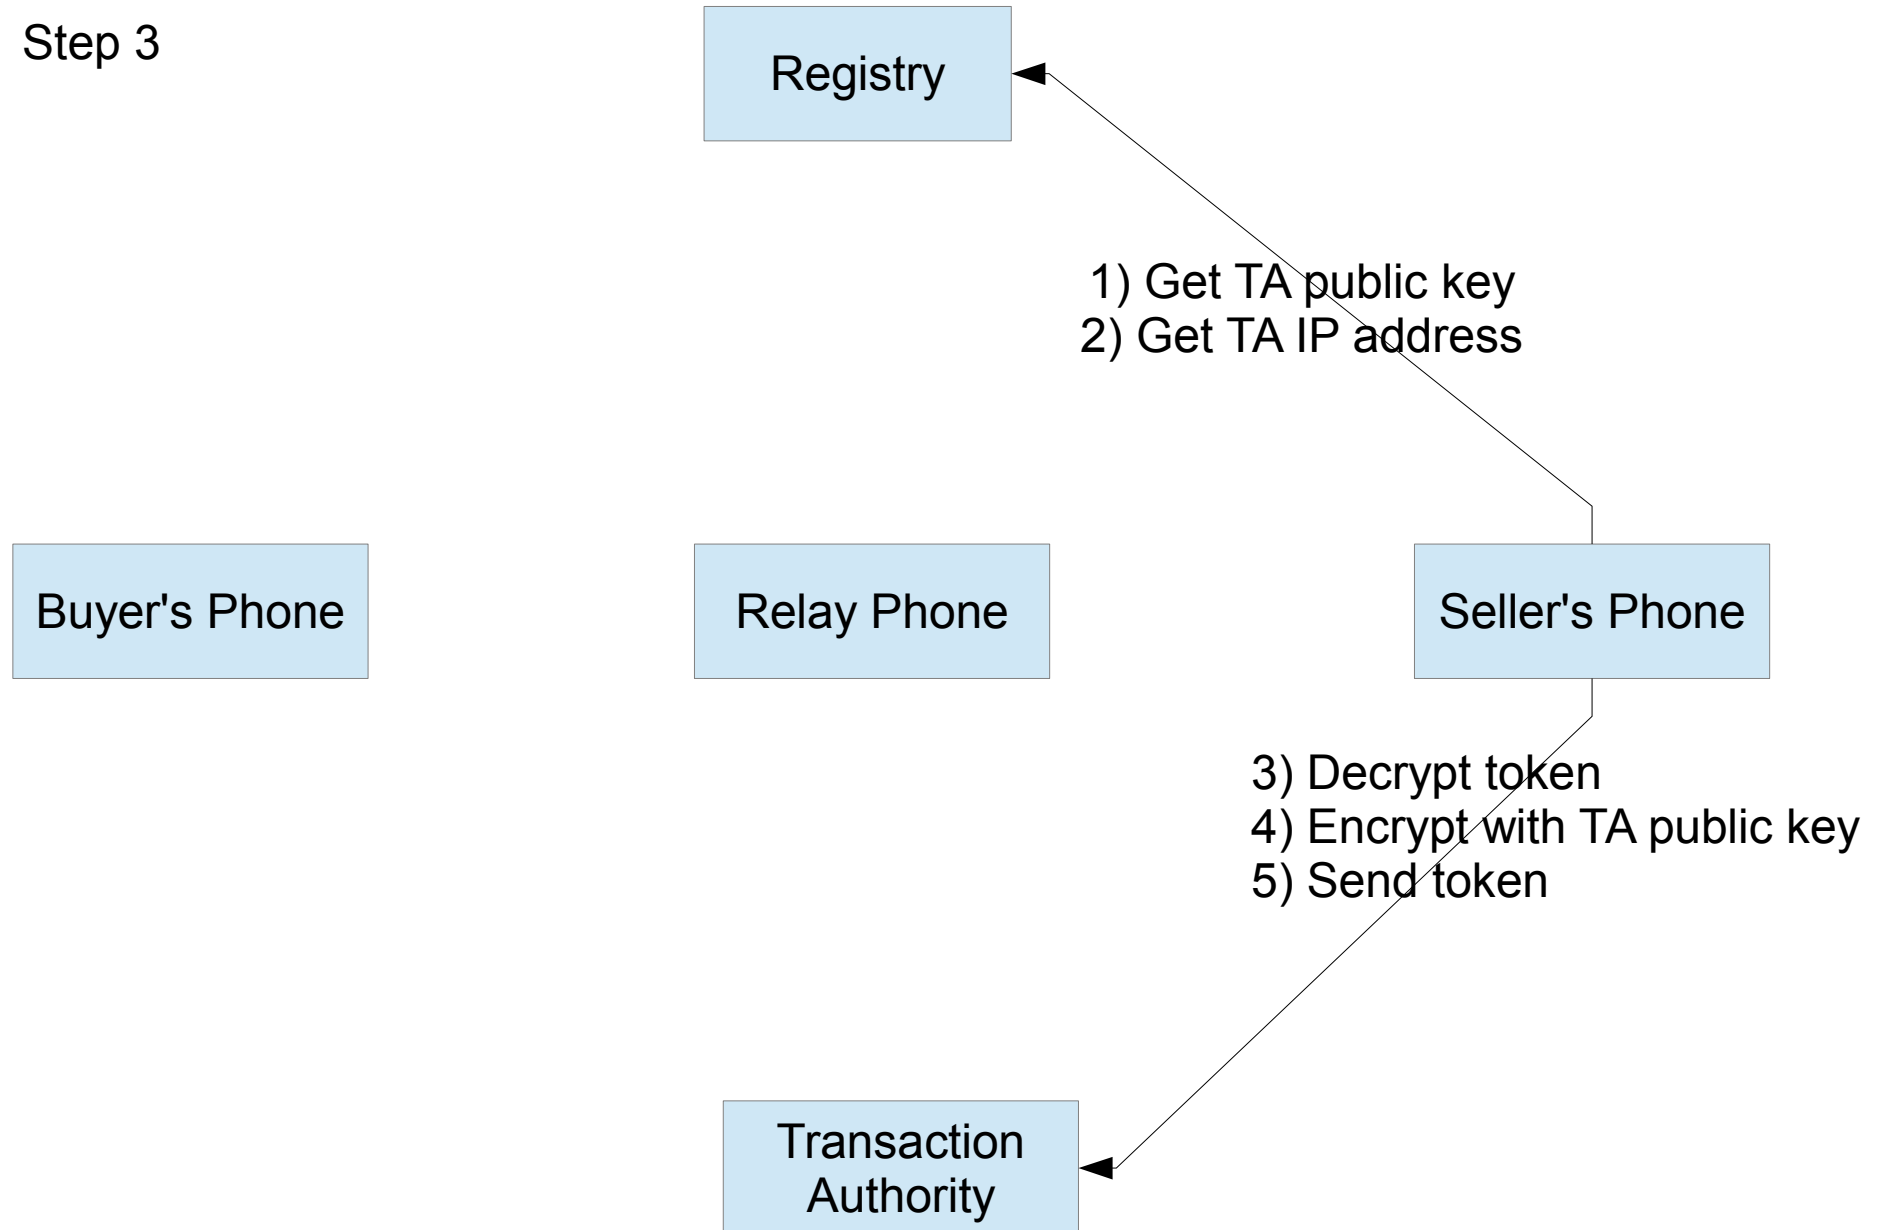 Step 3
Registry
1) Get TA public key
2) Get TA IP address
Buyer's Phone
Relay Phone
Seller's Phone
3) Decrypt token
4) Encrypt with TA public key
5) Send token
Transaction
Authority